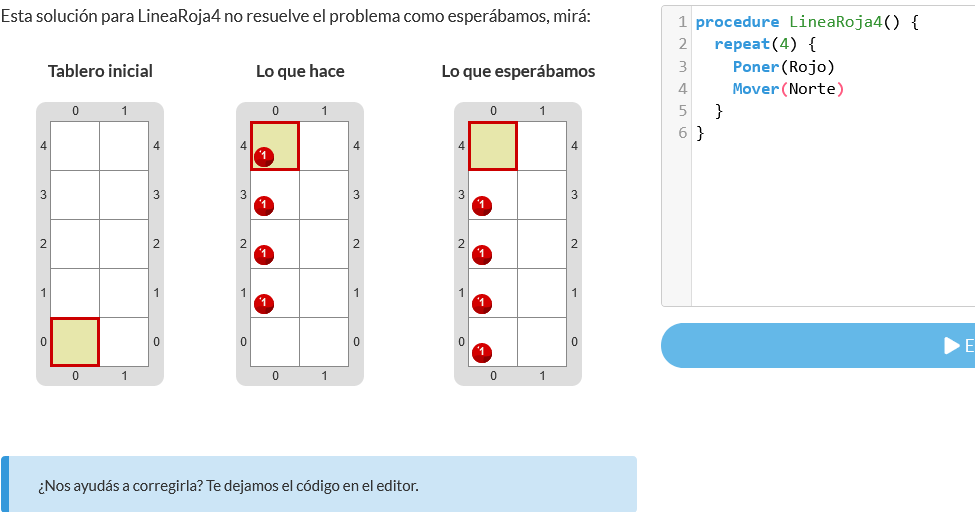 Esta solución para LineaRoja4 no resuelve el problema como esperábamos, mirá:
Tablero inicial
0 1
4 4
3 3
2 2
1 1
0 0
0 1
Lo que hace
0 1
4 1 4
3 1 3
2 1 2
1 1 1
0 0
0 1
Lo que esperábamos
0 1
4 4
3 1 3
2 1 2
1 1 1
0 1 0
0 1
¿Nos ayudás a corregirla? Te dejamos el código en el editor.
1 procedure LineaRoja4() {
2 repeat(4) {
3 Poner(Rojo)
4 Mover(Norte)
5 }
6 }
E